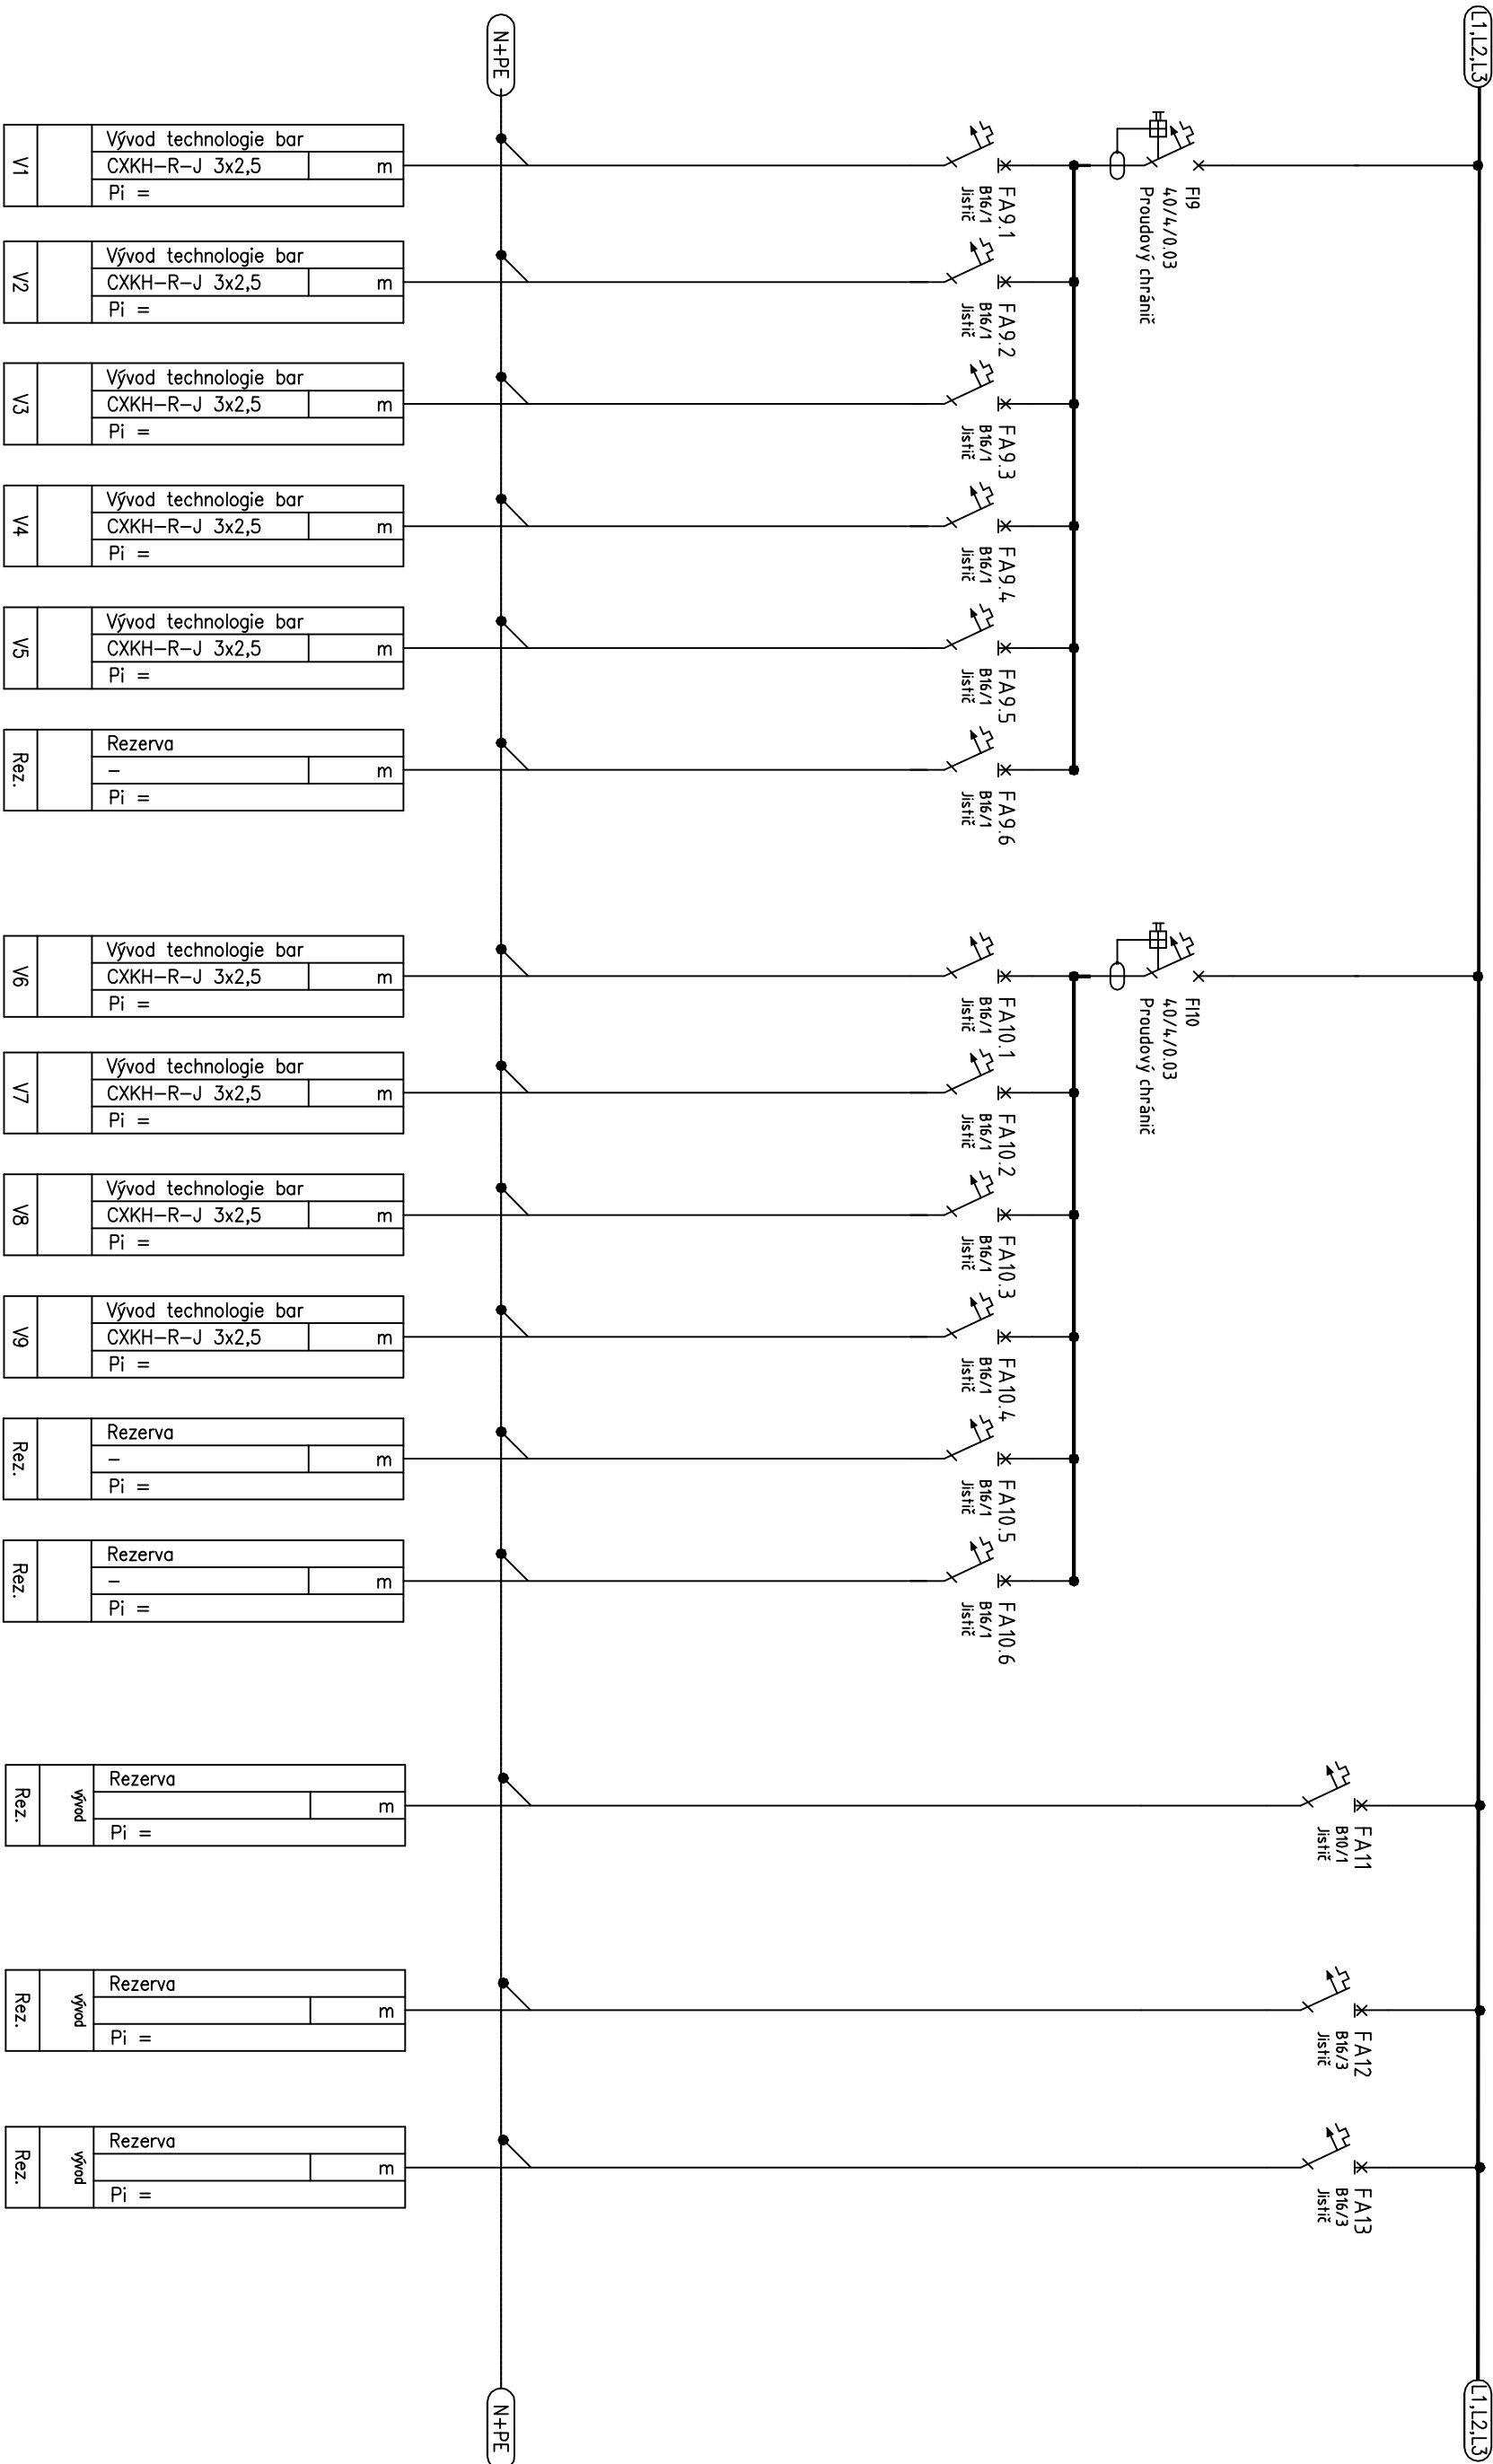 L1,L2,L3
N+PE
FI9
40/4/0.03
Proudový chránič
FA9.1
B16/1
Jistič
Vývod technologie bar
CXKH-R-J 3x2,5 m
Pi =
V1
FA9.2
B16/1
Jistič
Vývod technologie bar
CXKH-R-J 3x2,5 m
Pi =
V2
FA9.3
B16/1
Jistič
Vývod technologie bar
CXKH-R-J 3x2,5 m
Pi =
V3
FA9.4
B16/1
Jistič
Vývod technologie bar
CXKH-R-J 3x2,5 m
Pi =
V4
FA9.5
B16/1
Jistič
Vývod technologie bar
CXKH-R-J 3x2,5 m
Pi =
V5
FA9.6
B16/1
Jistič
Rezerva
- m
Pi =
Rez.
FI10
40/4/0.03
Proudový chránič
FA10.1
B16/1
Jistič
Vývod technologie bar
CXKH-R-J 3x2,5 m
Pi =
V6
FA10.2
B16/1
Jistič
Vývod technologie bar
CXKH-R-J 3x2,5 m
Pi =
V7
FA10.3
B16/1
Jistič
Vývod technologie bar
CXKH-R-J 3x2,5 m
Pi =
V8
FA10.4
B16/1
Jistič
Vývod technologie bar
CXKH-R-J 3x2,5 m
Pi =
V9
FA10.5
B16/1
Jistič
Rezerva
- m
Pi =
Rez.
FA10.6
B16/1
Jistič
Rezerva
- m
Pi =
Rez.
FA11
B10/1
Jistič
Rezerva
m
Pi =
vývod
Rez.
FA12
B16/3
Jistič
Rezerva
m
Pi =
vývod
Rez.
FA13
B16/3
Jistič
Rezerva
m
Pi =
vývod
Rez.
L1,L2,L3
N+PE